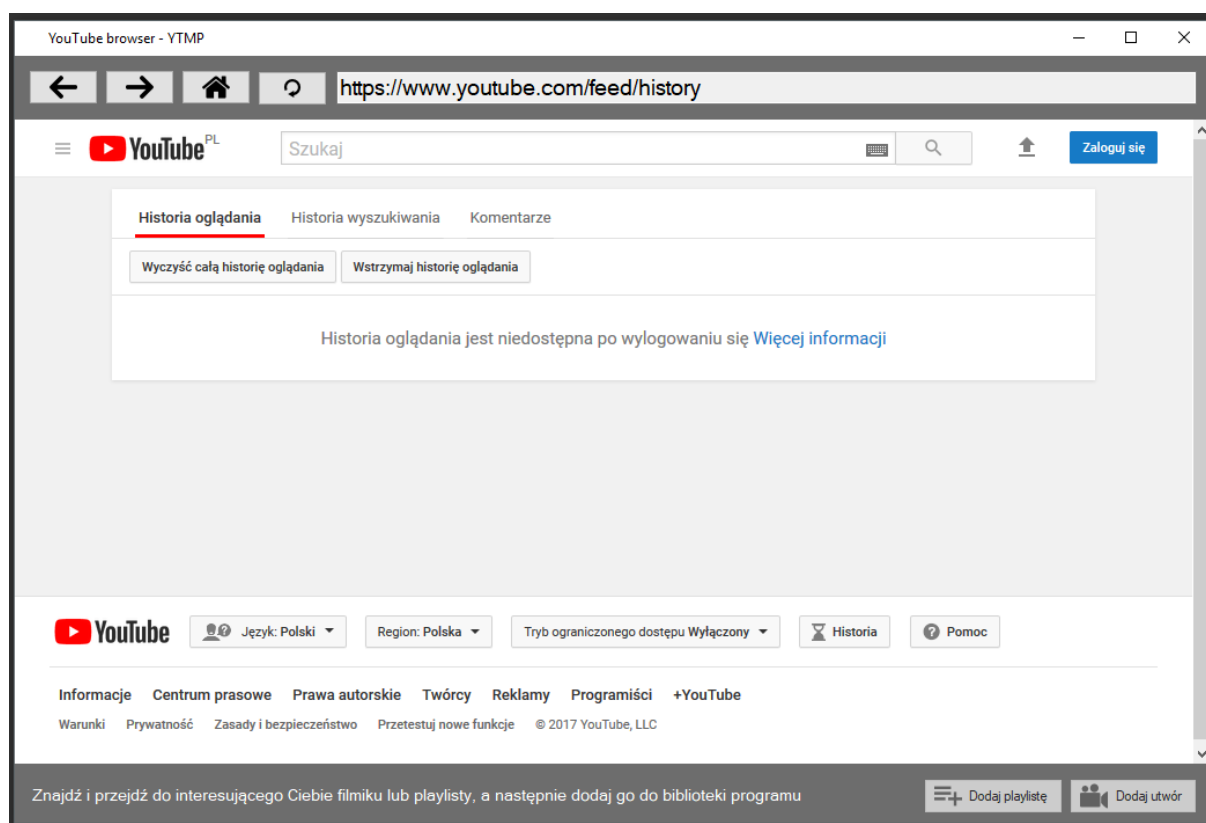 YouTube browser - YTMP
https://www.youtube.com/feed/history
YouTube PL
Szukaj
Zaloguj się
Historia oglądania Historia wyszukiwania Komentarze
Wyczyść całą historię oglądania Wstrzymaj historię oglądania
Historia oglądania jest niedostępna po wylogowaniu się Więcej informacji
YouTube Język: Polski Region: Polska Tryb ograniczonego dostępu Wyłączony Historia Pomoc
Informacje Centrum prasowe Prawa autorskie Twórcy Reklamy Programiści +YouTube
Warunki Prywatność Zasady i bezpieczeństwo Przetestuj nowe funkcje © 2017 YouTube, LLC
Znajdź i przejdź do interesującego Ciebie filmiku lub playlisty, a następnie dodaj go do biblioteki programu Dodaj playlistę Dodaj utwór